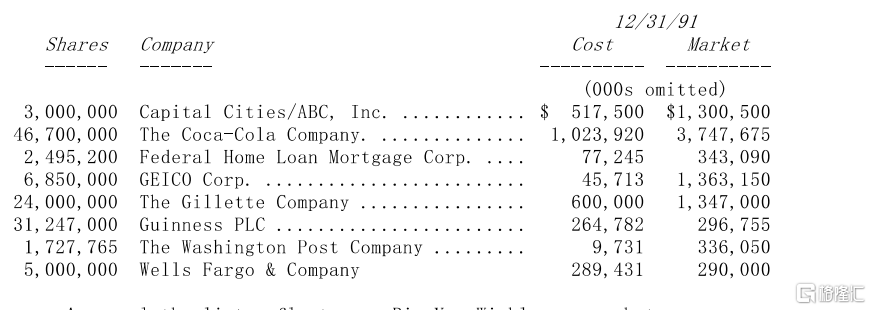 12/31/91
Shares Company Cost Market
------ ------- ---------- ----------
(000s omitted)
3,000,000 Capital Cities/ABC, Inc. ............ $ 517,500 $1,300,500
46,700,000 The Coca-Cola Company. ............. 1,023,920 3,747,675
2,495,200 Federal Home Loan Mortgage Corp. .... 77,245 343,090
6,850,000 GEICO Corp. ........................ 45,713 1,363,150
24,000,000 The Gillette Company ............... 600,000 1,347,000
31,247,000 Guinness PLC ....................... 264,782 296,755
1,727,765 The Washington Post Company ......... 9,731 336,050
5,000,000 Wells Fargo & Company 289,431 290,000
格隆汇